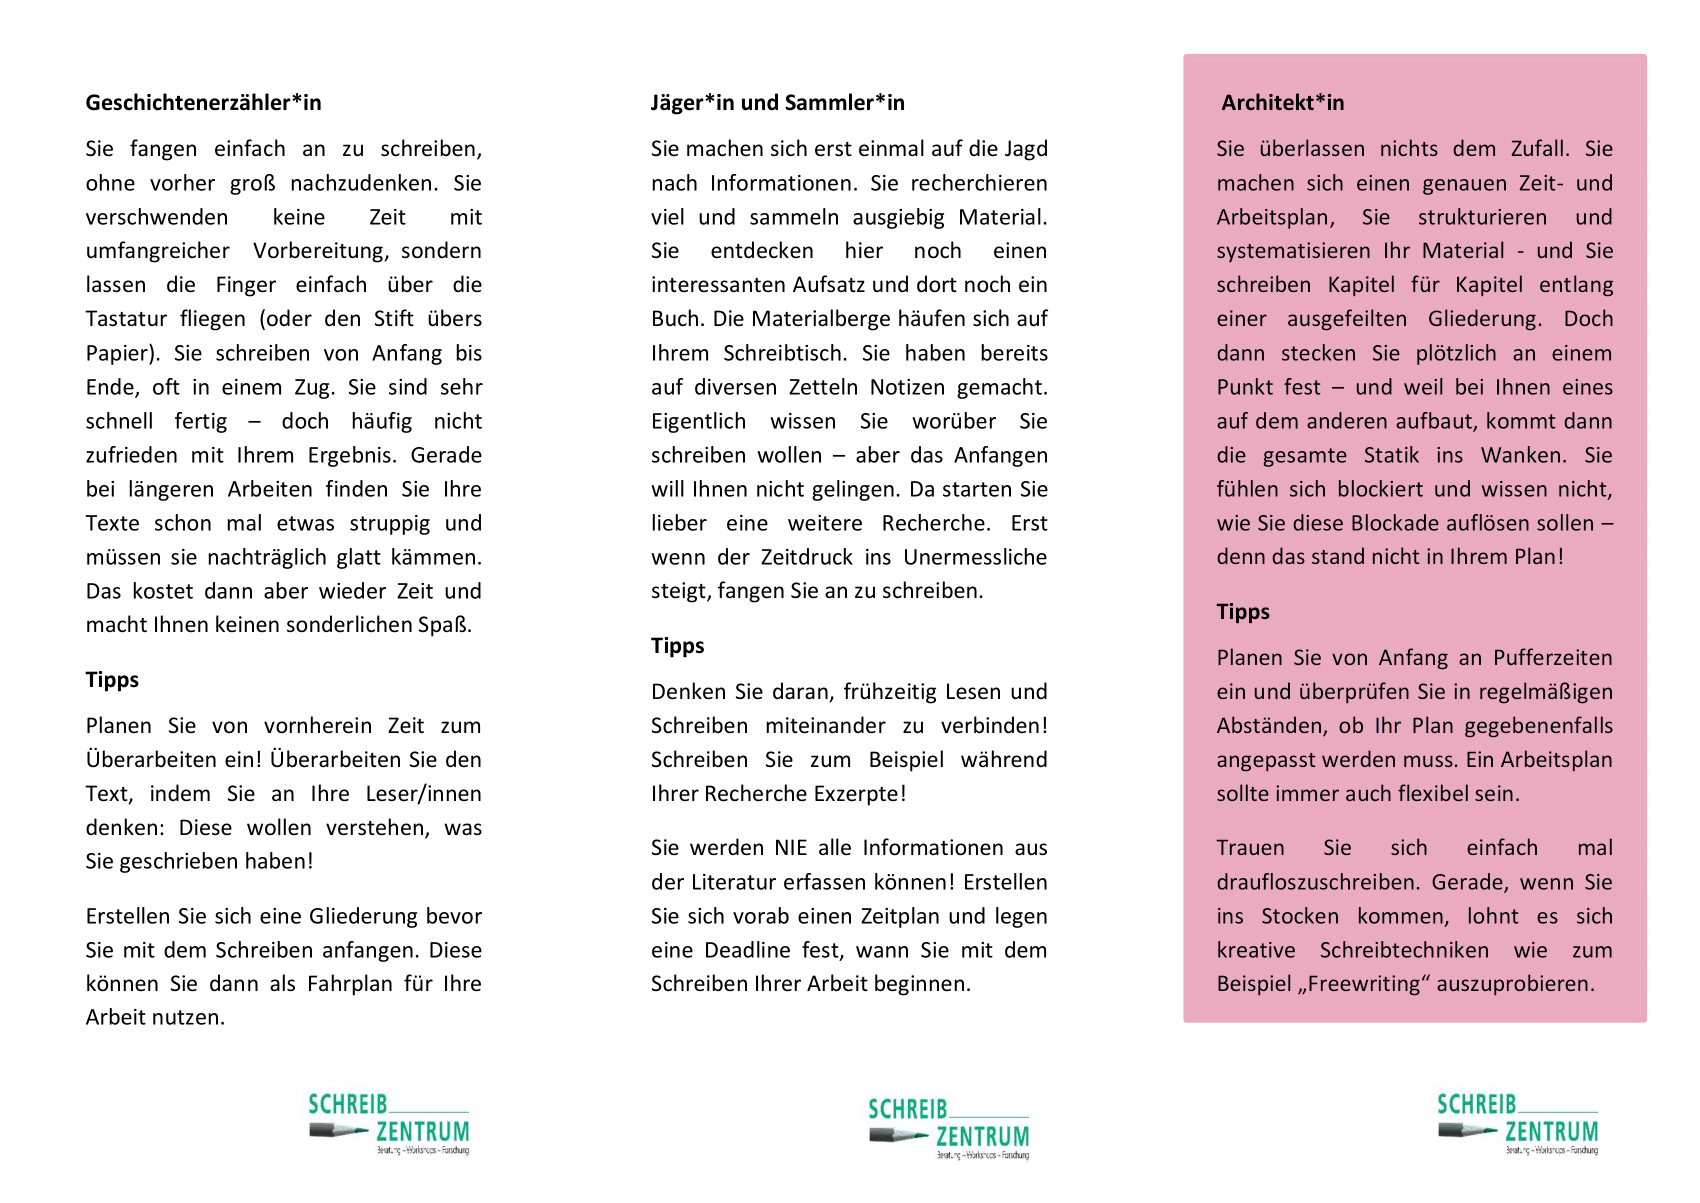 Geschichtenerzähler*in
Sie fangen einfach an zu schreiben,
ohne vorher groß nachzudenken. Sie
verschwenden keine Zeit mit
umfangreicher Vorbereitung, sondern
lassen die Finger einfach über die
Tastatur fliegen (oder den Stift übers
Papier). Sie schreiben von Anfang bis
Ende, oft in einem Zug. Sie sind sehr
schnell fertig – doch häufig nicht
zufrieden mit Ihrem Ergebnis. Gerade
bei längeren Arbeiten finden Sie Ihre
Texte schon mal etwas struppig und
müssen sie nachträglich glatt kämmen.
Das kostet dann aber wieder Zeit und
macht Ihnen keinen sonderlichen Spaß.
Tipps
Planen Sie von vornherein Zeit zum
Überarbeiten ein! Überarbeiten Sie den
Text, indem Sie an Ihre Leser/innen
denken: Diese wollen verstehen, was
Sie geschrieben haben!
Erstellen Sie sich eine Gliederung bevor
Sie mit dem Schreiben anfangen. Diese
können Sie dann als Fahrplan für Ihre
Arbeit nutzen.
SCHREIB
ZENTRUM
Beratung – Workshops – Forschung
Jäger*in und Sammler*in
Sie machen sich erst einmal auf die Jagd
nach Informationen. Sie recherchieren
viel und sammeln ausgiebig Material.
Sie entdecken hier noch einen
interessanten Aufsatz und dort noch ein
Buch. Die Materialberge häufen sich auf
Ihrem Schreibtisch. Sie haben bereits
auf diversen Zetteln Notizen gemacht.
Eigentlich wissen Sie worüber Sie
schreiben wollen – aber das Anfangen
will Ihnen nicht gelingen. Da starten Sie
lieber eine weitere Recherche. Erst
wenn der Zeitdruck ins Unermessliche
steigt, fangen Sie an zu schreiben.
Tipps
Denken Sie daran, frühzeitig Lesen und
Schreiben miteinander zu verbinden!
Schreiben Sie zum Beispiel während
Ihrer Recherche Exzerpte!
Sie werden NIE alle Informationen aus
der Literatur erfassen können! Erstellen
Sie sich vorab einen Zeitplan und legen
eine Deadline fest, wann Sie mit dem
Schreiben Ihrer Arbeit beginnen.
SCHREIB
ZENTRUM
Beratung – Workshops – Forschung
Architekt*in
Sie überlassen nichts dem Zufall. Sie
machen sich einen genauen Zeit- und
Arbeitsplan, Sie strukturieren und
systematisieren Ihr Material - und Sie
schreiben Kapitel für Kapitel entlang
einer ausgefeilten Gliederung. Doch
dann stecken Sie plötzlich an einem
Punkt fest – und weil bei Ihnen eines
auf dem anderen aufbaut, kommt dann
die gesamte Statik ins Wanken. Sie
fühlen sich blockiert und wissen nicht,
wie Sie diese Blockade auflösen sollen –
denn das stand nicht in Ihrem Plan!
Tipps
Planen Sie von Anfang an Pufferzeiten
ein und überprüfen Sie in regelmäßigen
Abständen, ob Ihr Plan gegebenenfalls
angepasst werden muss. Ein Arbeitsplan
sollte immer auch flexibel sein.
Trauen Sie sich einfach mal
draufloszuschreiben. Gerade, wenn Sie
ins Stocken kommen, lohnt es sich
kreative Schreibtechniken wie zum
Beispiel „Freewriting“ auszuprobieren.
SCHREIB
ZENTRUM
Beratung – Workshops – Forschung